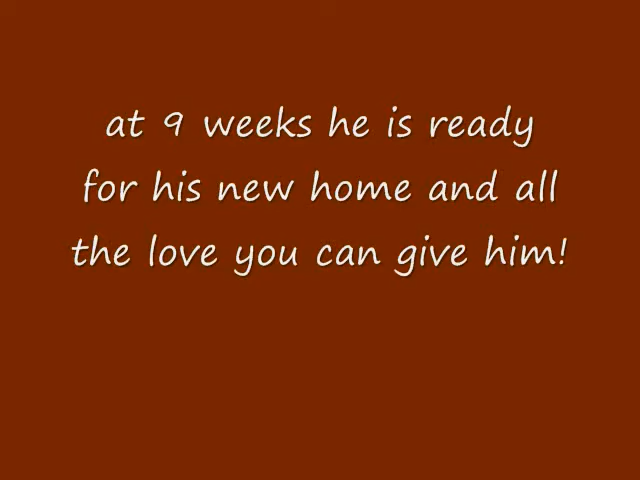 at 9 weeks he is ready
for his new home and all
the love you can give him!